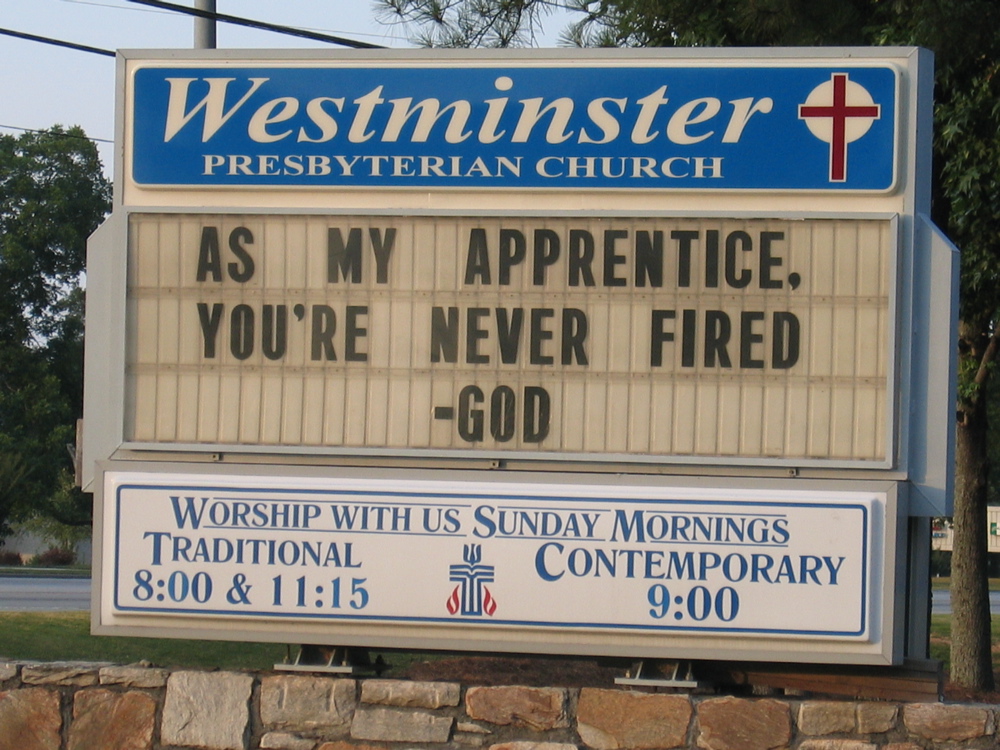 Westminster
PRESBYTERIAN CHURCH
AS MY APPRENTICE,
YOU'RE NEVER FIRED
-GOD
WORSHIP WITH US SUNDAY MORNINGS
TRADITIONAL
8:00 & 11:15
CONTEMPORARY
9:00